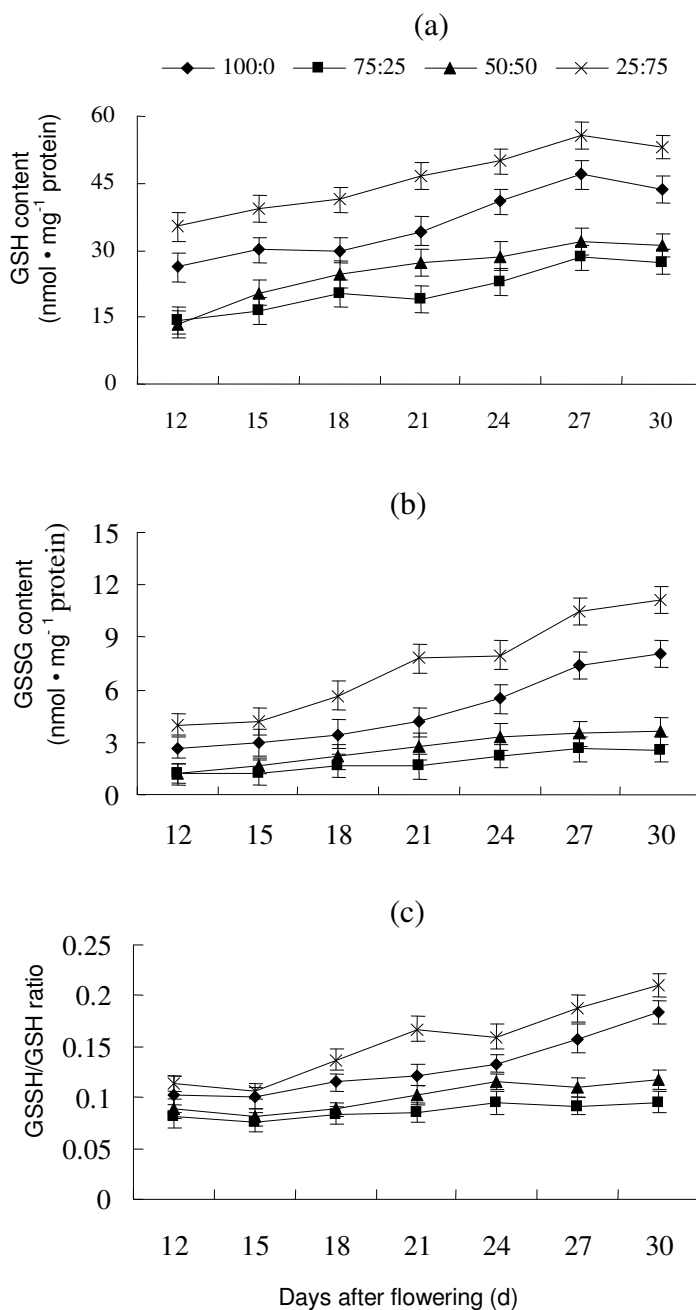 (a)
100:0 75:25 50:50 25:75
GSH content
(nmol • mg⁻¹ protein)
60
45
30
15
0
12 15 18 21 24 27 30
(b)
GSSG content
(nmol • mg⁻¹ protein)
15
12
9
6
3
0
12 15 18 21 24 27 30
(c)
GSSH/GSH ratio
0.25
0.2
0.15
0.1
0.05
0
12 15 18 21 24 27 30
Days after flowering (d)